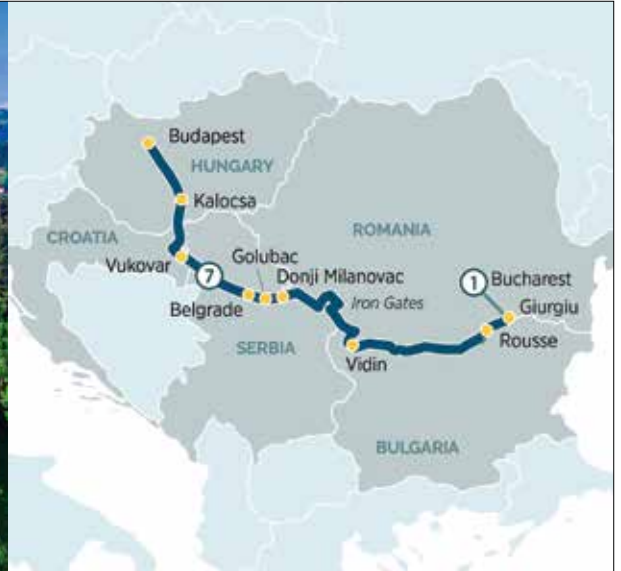 Budapest
HUNGARY
Kalocsa
ROMANIA
CROATIA
Vukovar
7
Golubac
Donji Milanovac
1
Bucharest
Belgrade
Iron Gates
Giurgiu
SERBIA
Vidin
Rousse
BULGARIA